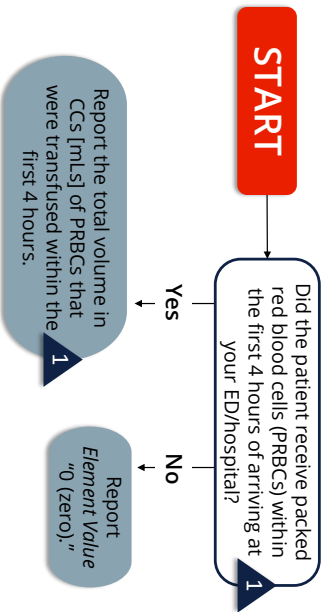 START
Did the patient receive packed
red blood cells (PRBCs) within
the first 4 hours of arriving at
your ED/hospital?
1
Yes
Report the total volume in
CCs [mLs] of PRBCs that
were transfused within the
first 4 hours.
1
No
Report
Element Value
“0 (zero).”